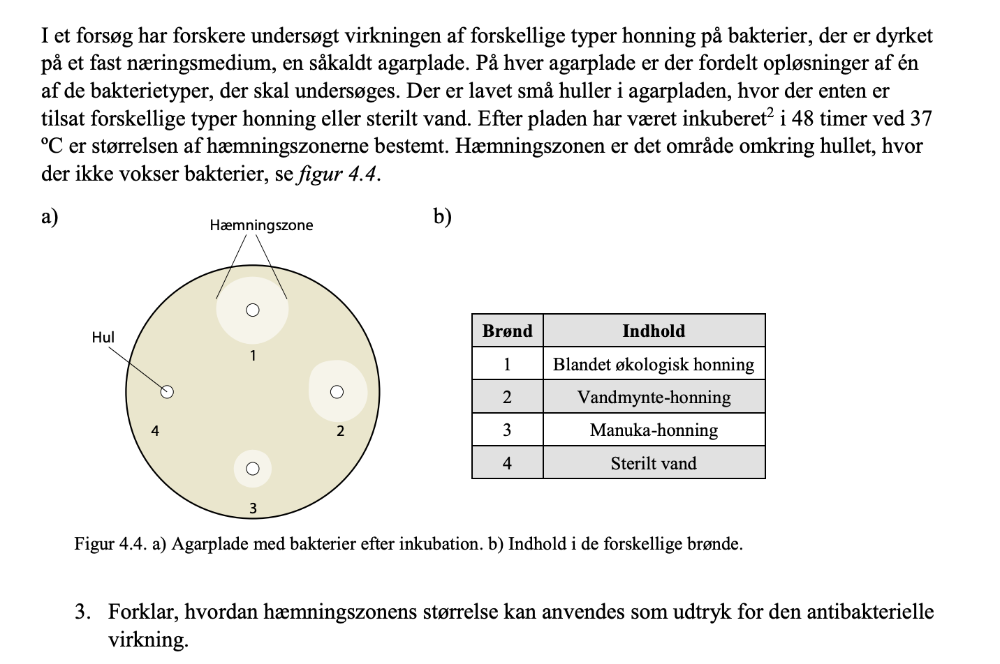 I et forsøg har forskere undersøgt virkningen af forskellige typer honning på bakterier, der er dyrket
på et fast næringsmedium, en såkaldt agarplade. På hver agarplade er der fordelt opløsninger af én
af de bakterietyper, der skal undersøges. Der er lavet små huller i agarpladen, hvor der enten er
tilsat forskellige typer honning eller sterilt vand. Efter pladen har været inkuberet² i 48 timer ved 37
ºC er størrelsen af hæmningszonerne bestemt. Hæmningszonen er det område omkring hullet, hvor
der ikke vokser bakterier, se figur 4.4.
a)
Hæmningszone
Hul
1
2
3
4
b)
Brønd Indhold
1 Blandet økologisk honning
2 Vandmynte-honning
3 Manuka-honning
4 Sterilt vand
Figur 4.4. a) Agarplade med bakterier efter inkubation. b) Indhold i de forskellige brønde.
3. Forklar, hvordan hæmningszonens størrelse kan anvendes som udtryk for den antibakterielle
virkning.